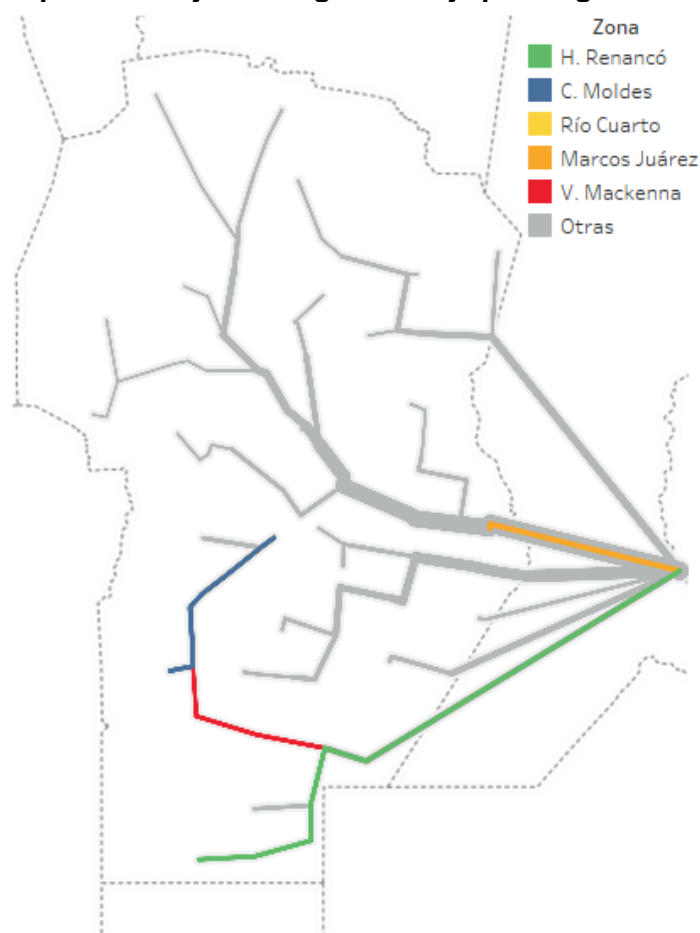 Zona
H. Renancó
C. Moldes
Río Cuarto
Marcos Juárez
V. Mackenna
Otras